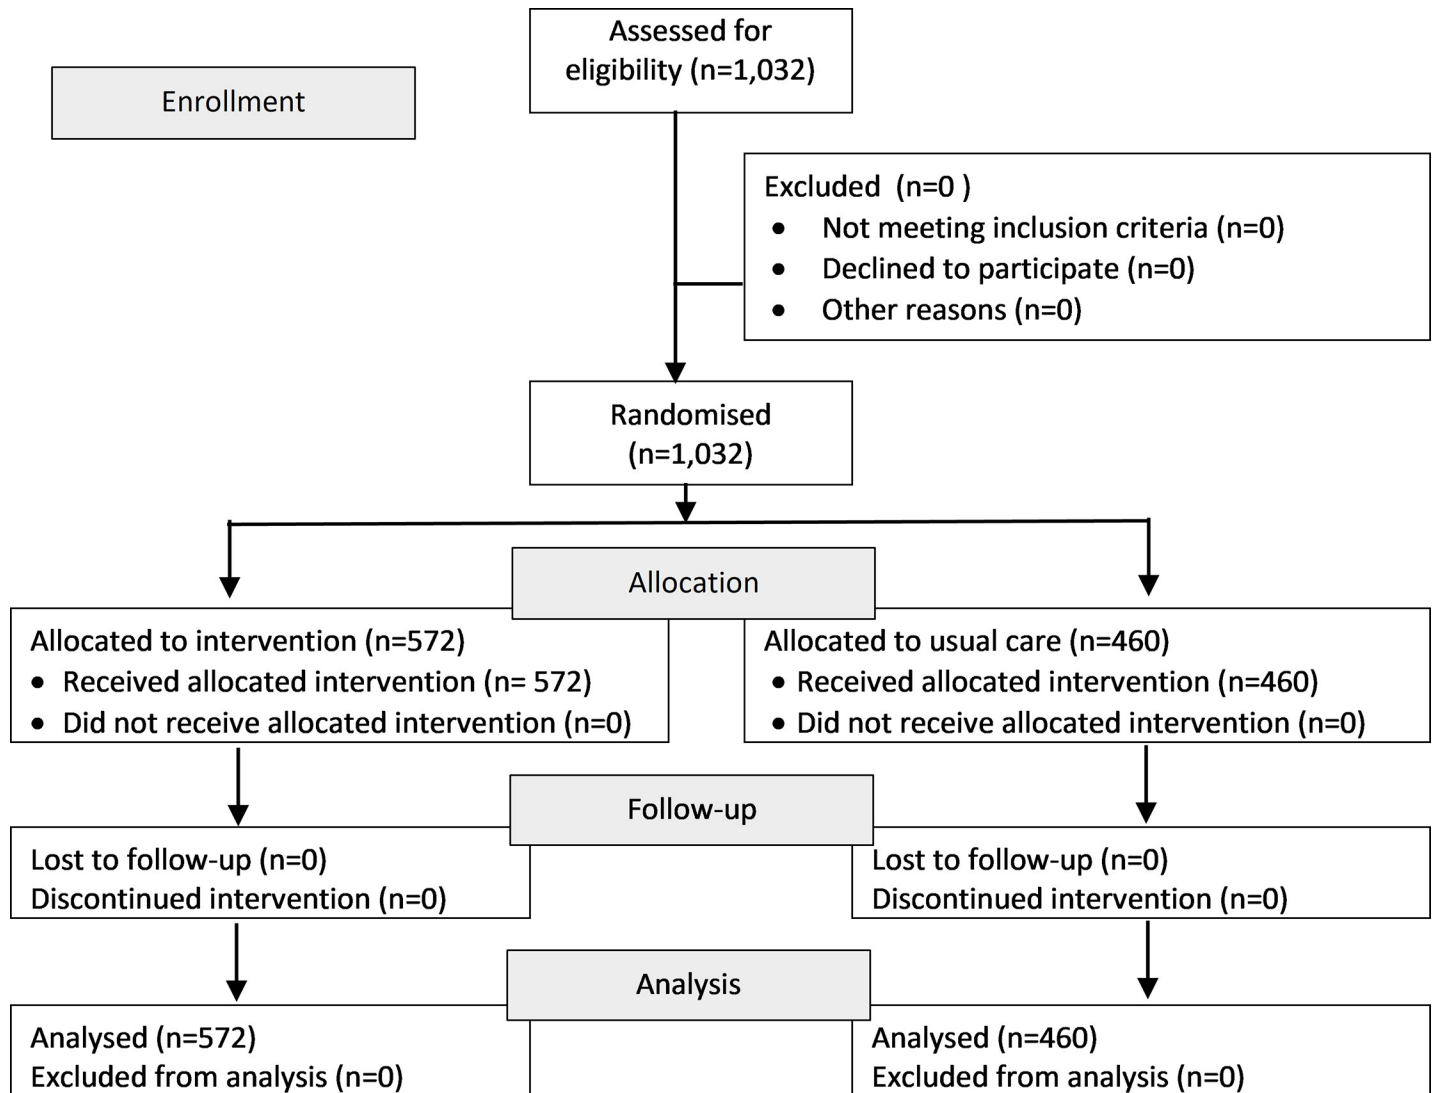 Assessed for
eligibility (n=1,032)
Enrollment
Excluded  (n=0 )
• Not meeting inclusion criteria (n=0)
• Declined to participate (n=0)
• Other reasons (n=0)
Randomised
(n=1,032)
Allocation
Allocated to intervention (n=572)
• Received allocated intervention (n= 572)
• Did not receive allocated intervention (n=0)
Allocated to usual care (n=460)
• Received allocated intervention (n=460)
• Did not receive allocated intervention (n=0)
Follow-up
Lost to follow-up (n=0)
Discontinued intervention (n=0)
Lost to follow-up (n=0)
Discontinued intervention (n=0)
Analysis
Analysed (n=572)
Excluded from analysis (n=0)
Analysed (n=460)
Excluded from analysis (n=0)